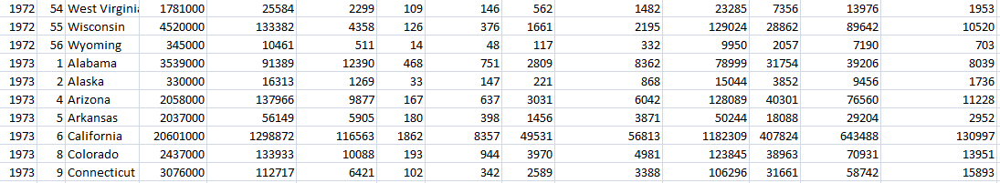 1972 54 West Virgini 1781000 25584 2299 109 146 562 1482 23285 7356 13976 1953
1972 55 Wisconsin 4520000 133382 4358 126 376 1661 2195 129024 28862 89642 10520
1972 56 Wyoming 345000 10461 511 14 48 117 332 9950 2057 7190 703
1973 1 Alabama 3539000 91389 12390 468 751 2809 8362 78999 31754 39206 8039
1973 2 Alaska 330000 16313 1269 33 147 221 868 15044 3852 9456 1736
1973 4 Arizona 2058000 137966 9877 167 637 3031 6042 128089 40301 76560 11228
1973 5 Arkansas 2037000 56149 5905 180 398 1456 3871 50244 18088 29204 2952
1973 6 California 20601000 1298872 116563 1862 8357 49531 56813 1182309 407824 643488 130997
1973 8 Colorado 2437000 133933 10088 193 944 3970 4981 123845 38963 70931 13951
1973 9 Connecticut 3076000 112717 6421 102 342 2589 3388 106296 31661 58742 15893